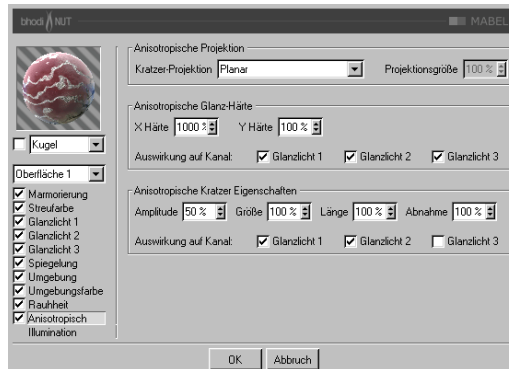 bhodi NUT
MABEL
Anisotropische Projektion
Kratzer-Projektion Planar Projektionsgröße 100 %
Anisotropische Glanz-Härte
X Härte 1000 % Y Härte 100 %
Auswirkung auf Kanal: Glanzlicht 1 Glanzlicht 2 Glanzlicht 3
Anisotropische Kratzer Eigenschaften
Amplitude 50 % Größe 100 % Länge 100 % Abnahme 100 %
Auswirkung auf Kanal: Glanzlicht 1 Glanzlicht 2 Glanzlicht 3
Kugel
Oberfläche 1
Marmorierung
Streufarbe
Glanzlicht 1
Glanzlicht 2
Glanzlicht 3
Spiegelung
Umgebung
Umgebungsfarbe
Rauhheit
Anisotropisch
Illumination
OK Abbruch